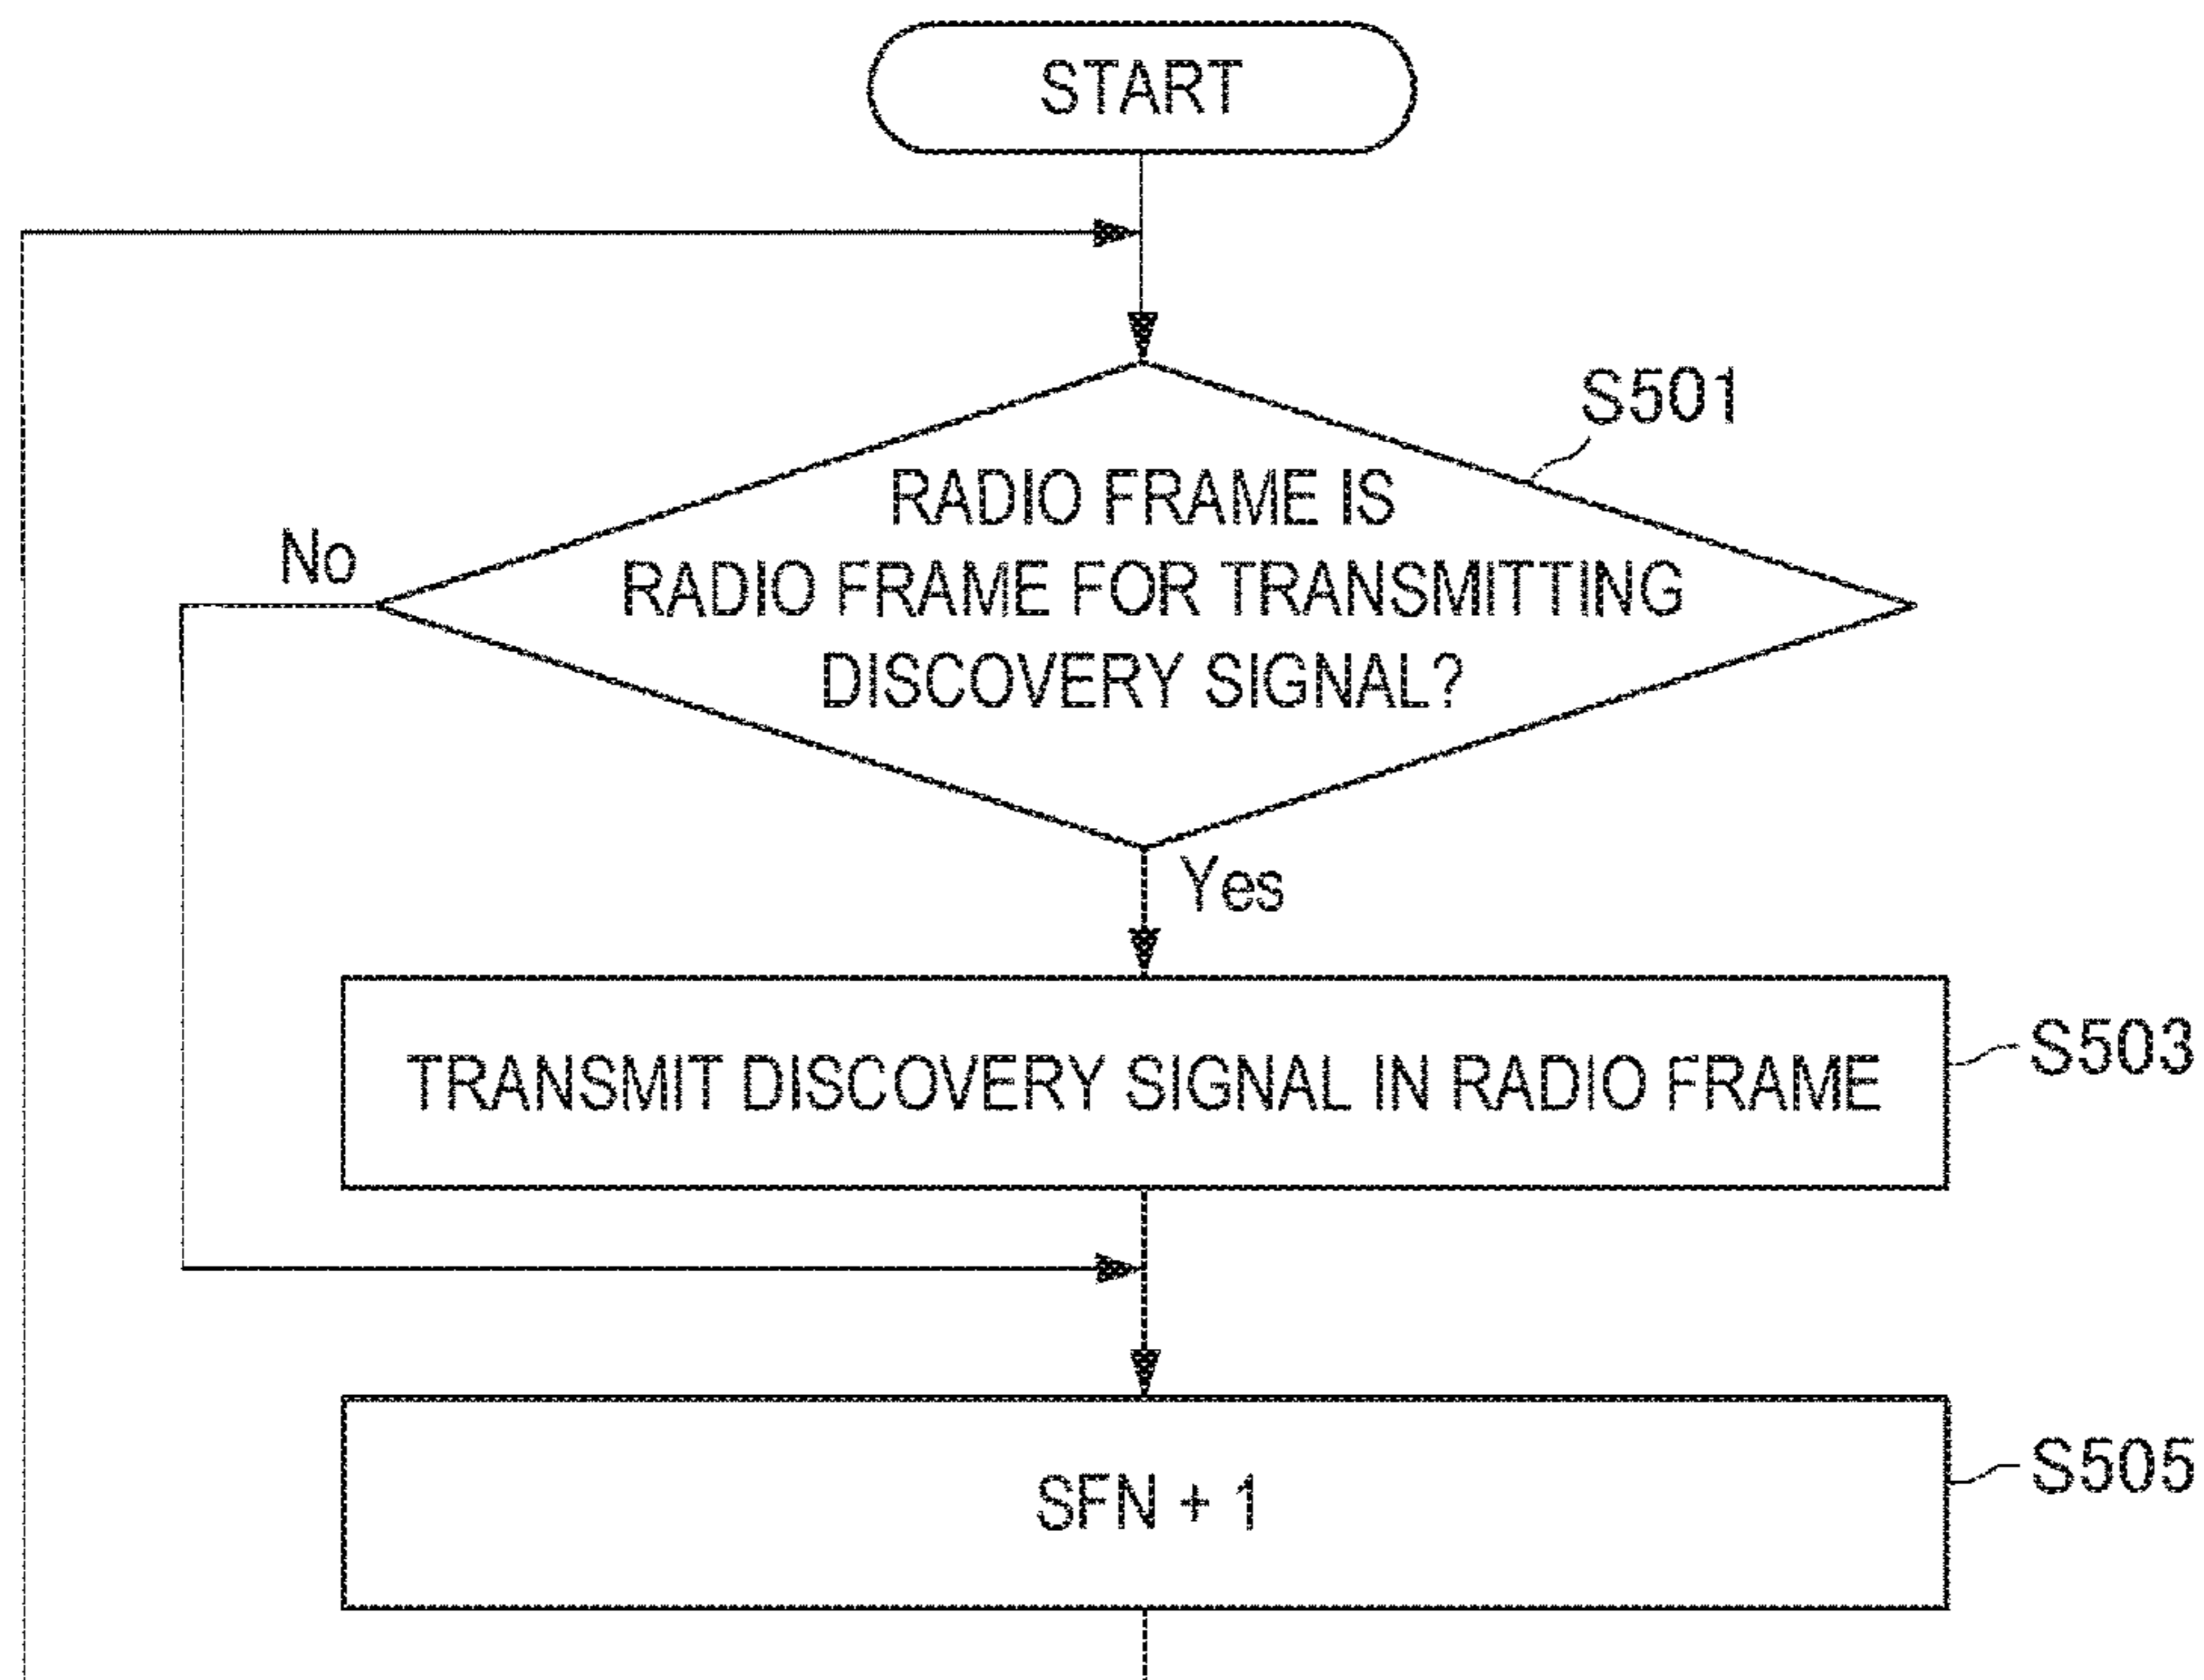 START
S501
RADIO FRAME IS
RADIO FRAME FOR TRANSMITTING
DISCOVERY SIGNAL?
No
Yes
TRANSMIT DISCOVERY SIGNAL IN RADIO FRAME
S503
SFN + 1
S505